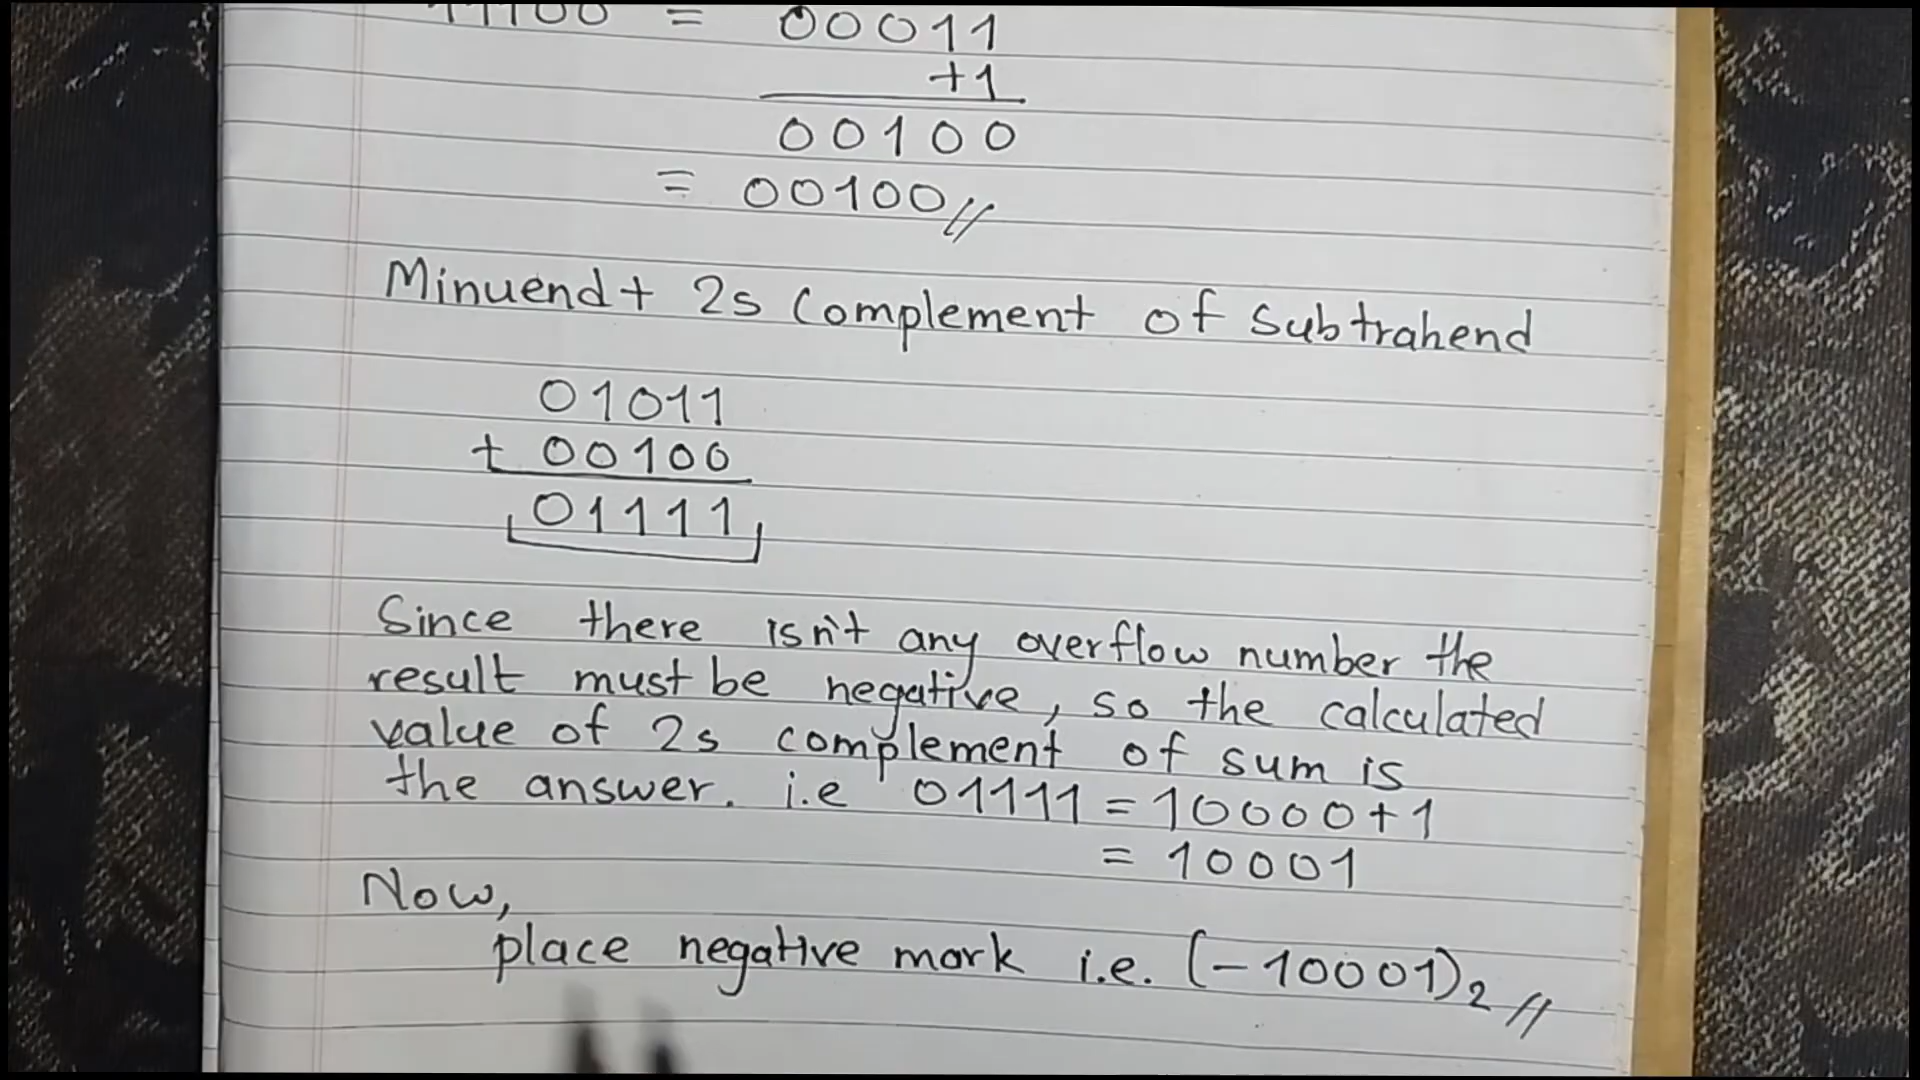 11100 = 00011
+1
00100
= 00100//
Minuend + 2s Complement of Subtrahend
01011
+ 00100
01111
Since there isn't any overflow number the
result must be negative, so the calculated
value of 2s complement of sum is
the answer. i.e 01111 = 10000+1
= 10001
Now,
place negative mark i.e. (-10001)₂//